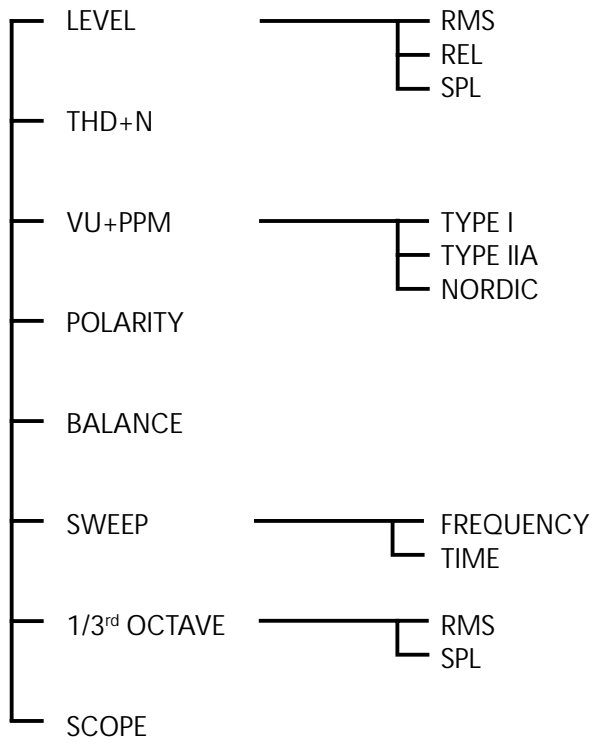 LEVEL RMS
REL
SPL
THD+N
VU+PPM TYPE I
TYPE IIA
NORDIC
POLARITY
BALANCE
SWEEP FREQUENCY
TIME
1/3rd OCTAVE RMS
SPL
SCOPE